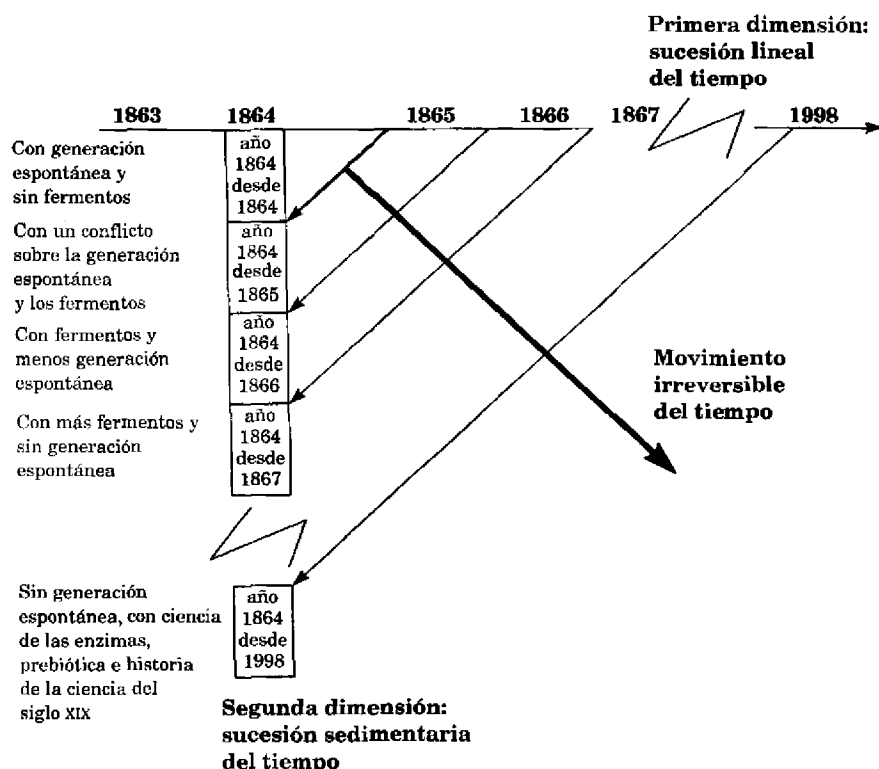 Primera dimensión:
sucesión lineal
del tiempo
1863 1864 1865 1866 1867 1998
Con generación
espontánea y
sin fermentos
año
1864
desde
1864
Con un conflicto
sobre la generación
espontánea
y los fermentos
año
1864
desde
1865
Con fermentos y
menos generación
espontánea
año
1864
desde
1866
Movimiento
irreversible
del tiempo
Con más fermentos y
sin generación
espontánea
año
1864
desde
1867
Sin generación
espontánea, con ciencia
de las enzimas,
prebiótica e historia
de la ciencia del
siglo XIX
año
1864
desde
1998
Segunda dimensión:
sucesión sedimentaria
del tiempo